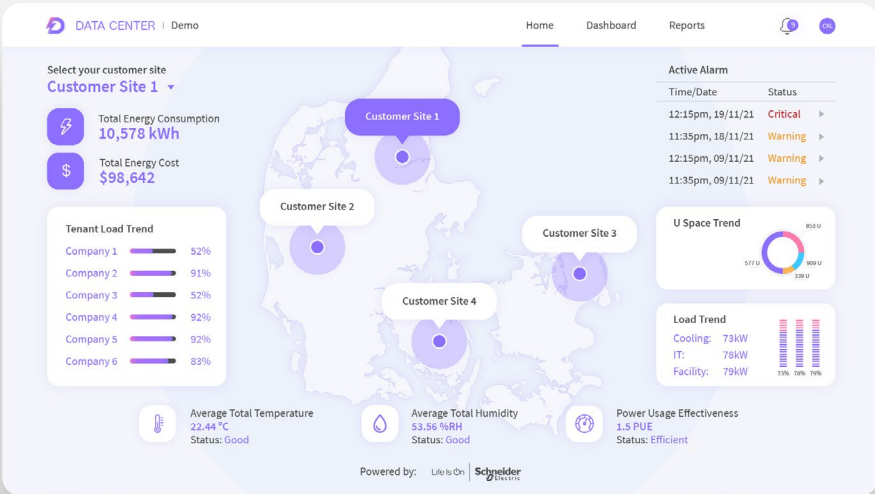 DATA CENTER | Demo
Home
Dashboard
Reports
9
CKL
Select your customer site
Customer Site 1
Total Energy Consumption
10,578 kWh
Total Energy Cost
$98,642
Customer Site 1
Customer Site 2
Customer Site 3
Customer Site 4
Active Alarm
Time/Date Status
12:15pm, 19/11/21 Critical
11:35pm, 18/11/21 Warning
12:15pm, 09/11/21 Warning
11:35pm, 09/11/21 Warning
Tenant Load Trend
Company 1 52%
Company 2 91%
Company 3 52%
Company 4 92%
Company 5 92%
Company 6 83%
U Space Trend
853 U
577 U
909 U
339 U
Load Trend
Cooling: 73kW
IT: 78kW
Facility: 79kW
73% 78% 79%
Average Total Temperature
22.44 °C
Status: Good
Average Total Humidity
53.56 %RH
Status: Good
Power Usage Effectiveness
1.5 PUE
Status: Efficient
Powered by: Life Is On | Schneider Electric